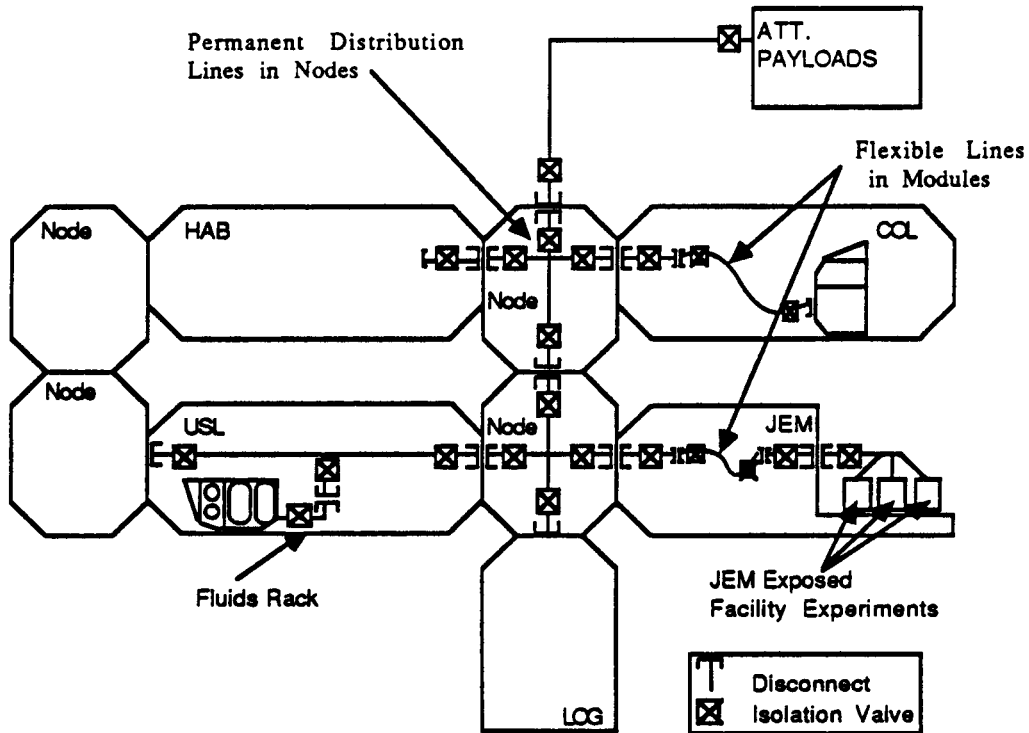 Permanent Distribution
Lines in Nodes
ATT.
PAYLOADS
Flexible Lines
in Modules
Node
HAB
Node
COL
Node
USL
Node
JEM
Fluids Rack
JEM Exposed
Facility Experiments
LOG
Disconnect
Isolation Valve